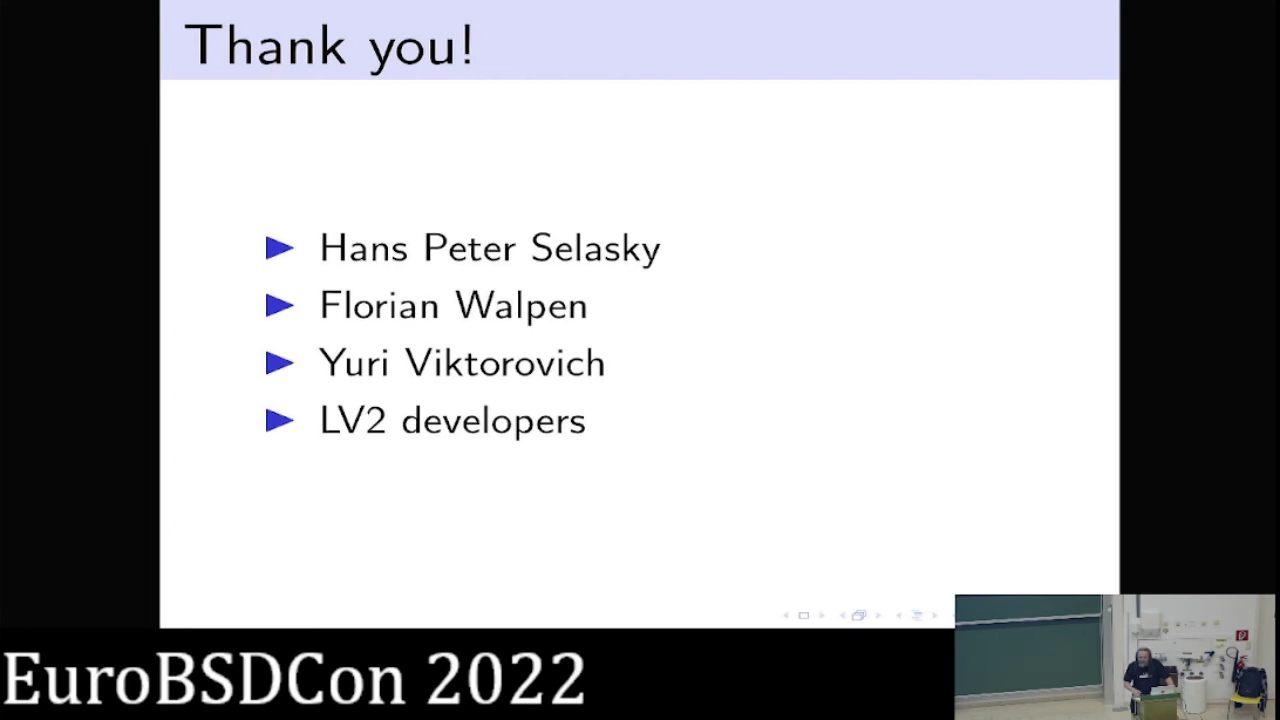 Thank you!
Hans Peter Selasky
Florian Walpen
Yuri Viktorovich
LV2 developers
EuroBSDCon 2022